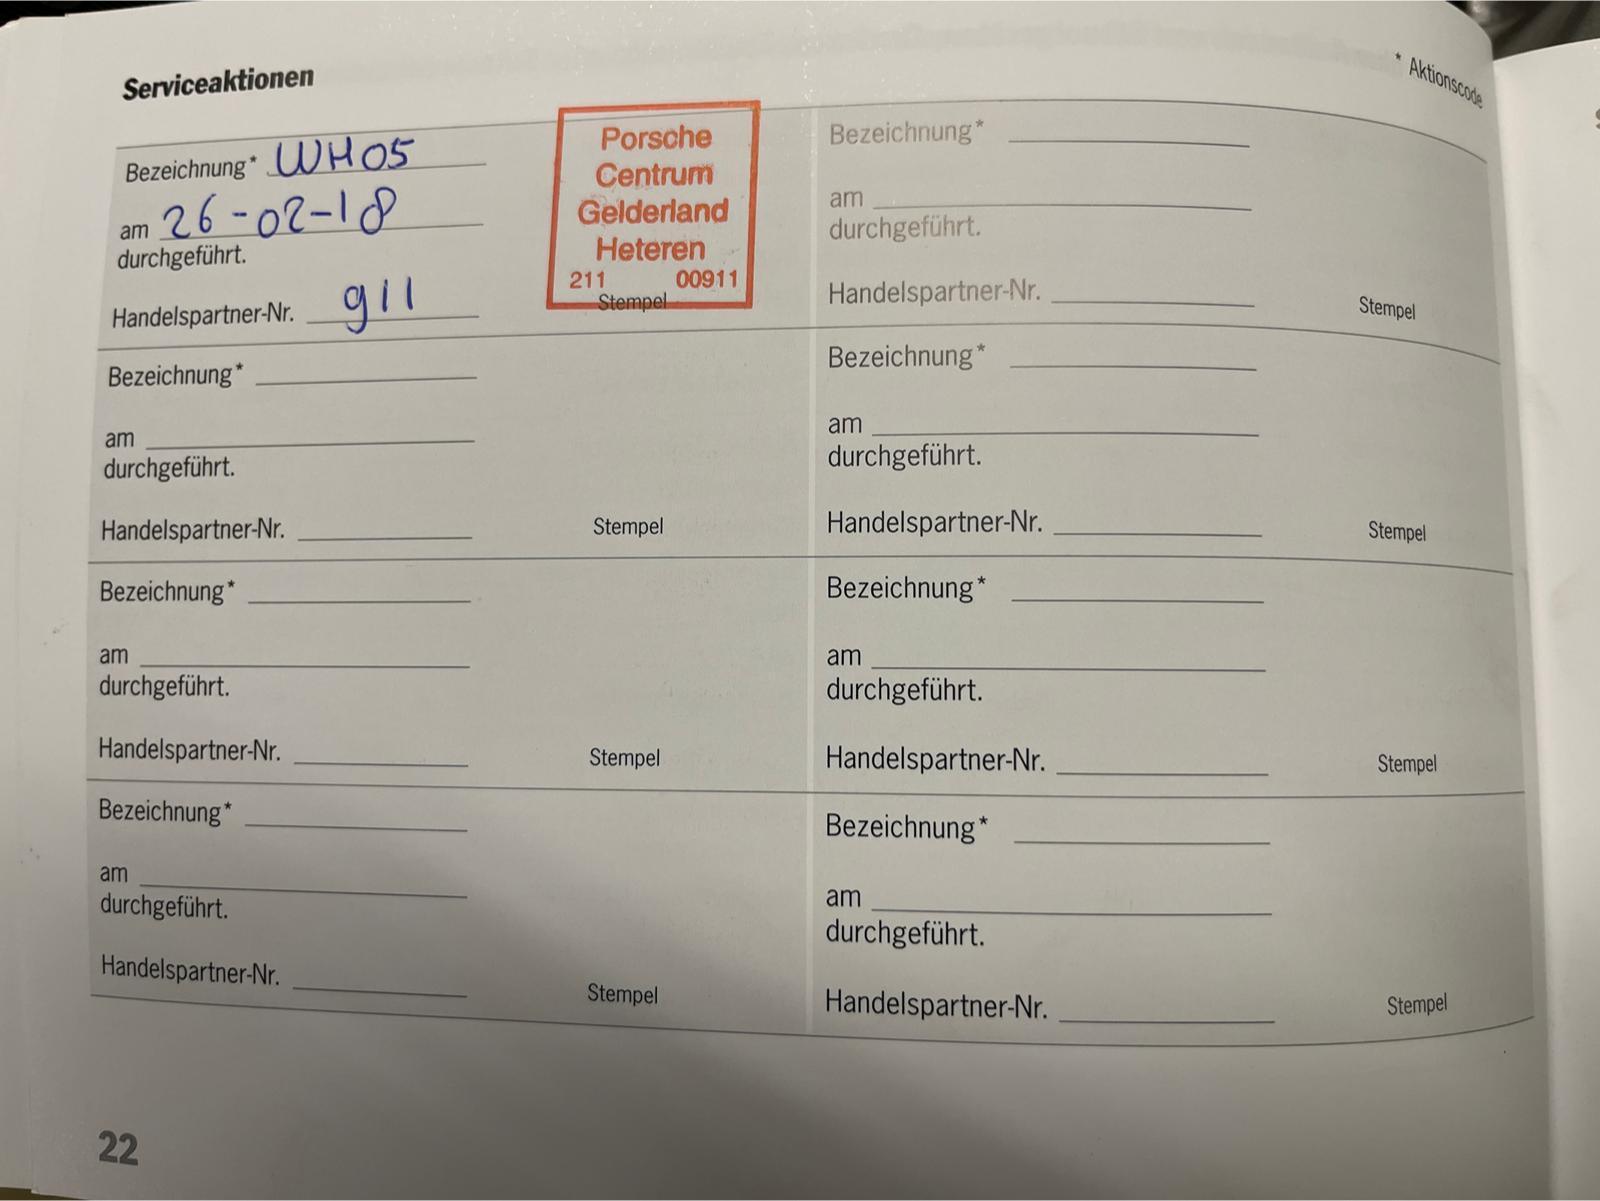 Serviceaktionen
* Aktionscode
Bezeichnung* WH05
am 26-02-18
durchgeführt.
Handelspartner-Nr. 911
Porsche
Centrum
Gelderland
Heteren
211 00911
Stempel
Bezeichnung*
am
durchgeführt.
Handelspartner-Nr.
Stempel
Bezeichnung*
am
durchgeführt.
Handelspartner-Nr.
Stempel
Bezeichnung*
am
durchgeführt.
Handelspartner-Nr.
Stempel
Bezeichnung*
am
durchgeführt.
Handelspartner-Nr.
Stempel
Bezeichnung*
am
durchgeführt.
Handelspartner-Nr.
Stempel
Bezeichnung*
am
durchgeführt.
Handelspartner-Nr.
Stempel
Bezeichnung*
am
durchgeführt.
Handelspartner-Nr.
Stempel
22